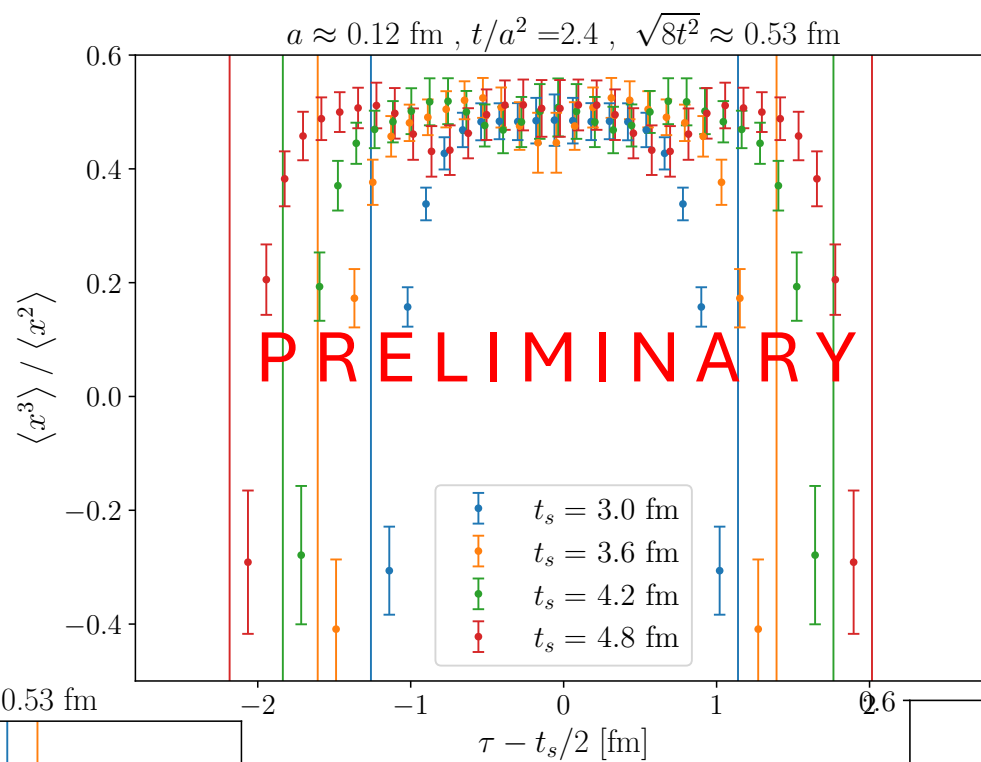 a ≈ 0.12 fm , t/a² =2.4 , √8t² ≈ 0.53 fm
0.6
0.4
0.2
0.0
−0.2
−0.4
⟨x³⟩ / ⟨x²⟩
PRELIMINARY
t_s = 3.0 fm
t_s = 3.6 fm
t_s = 4.2 fm
t_s = 4.8 fm
−2 −1 0 1 2
τ − t_s/2 [fm]
0.53 fm
0.6